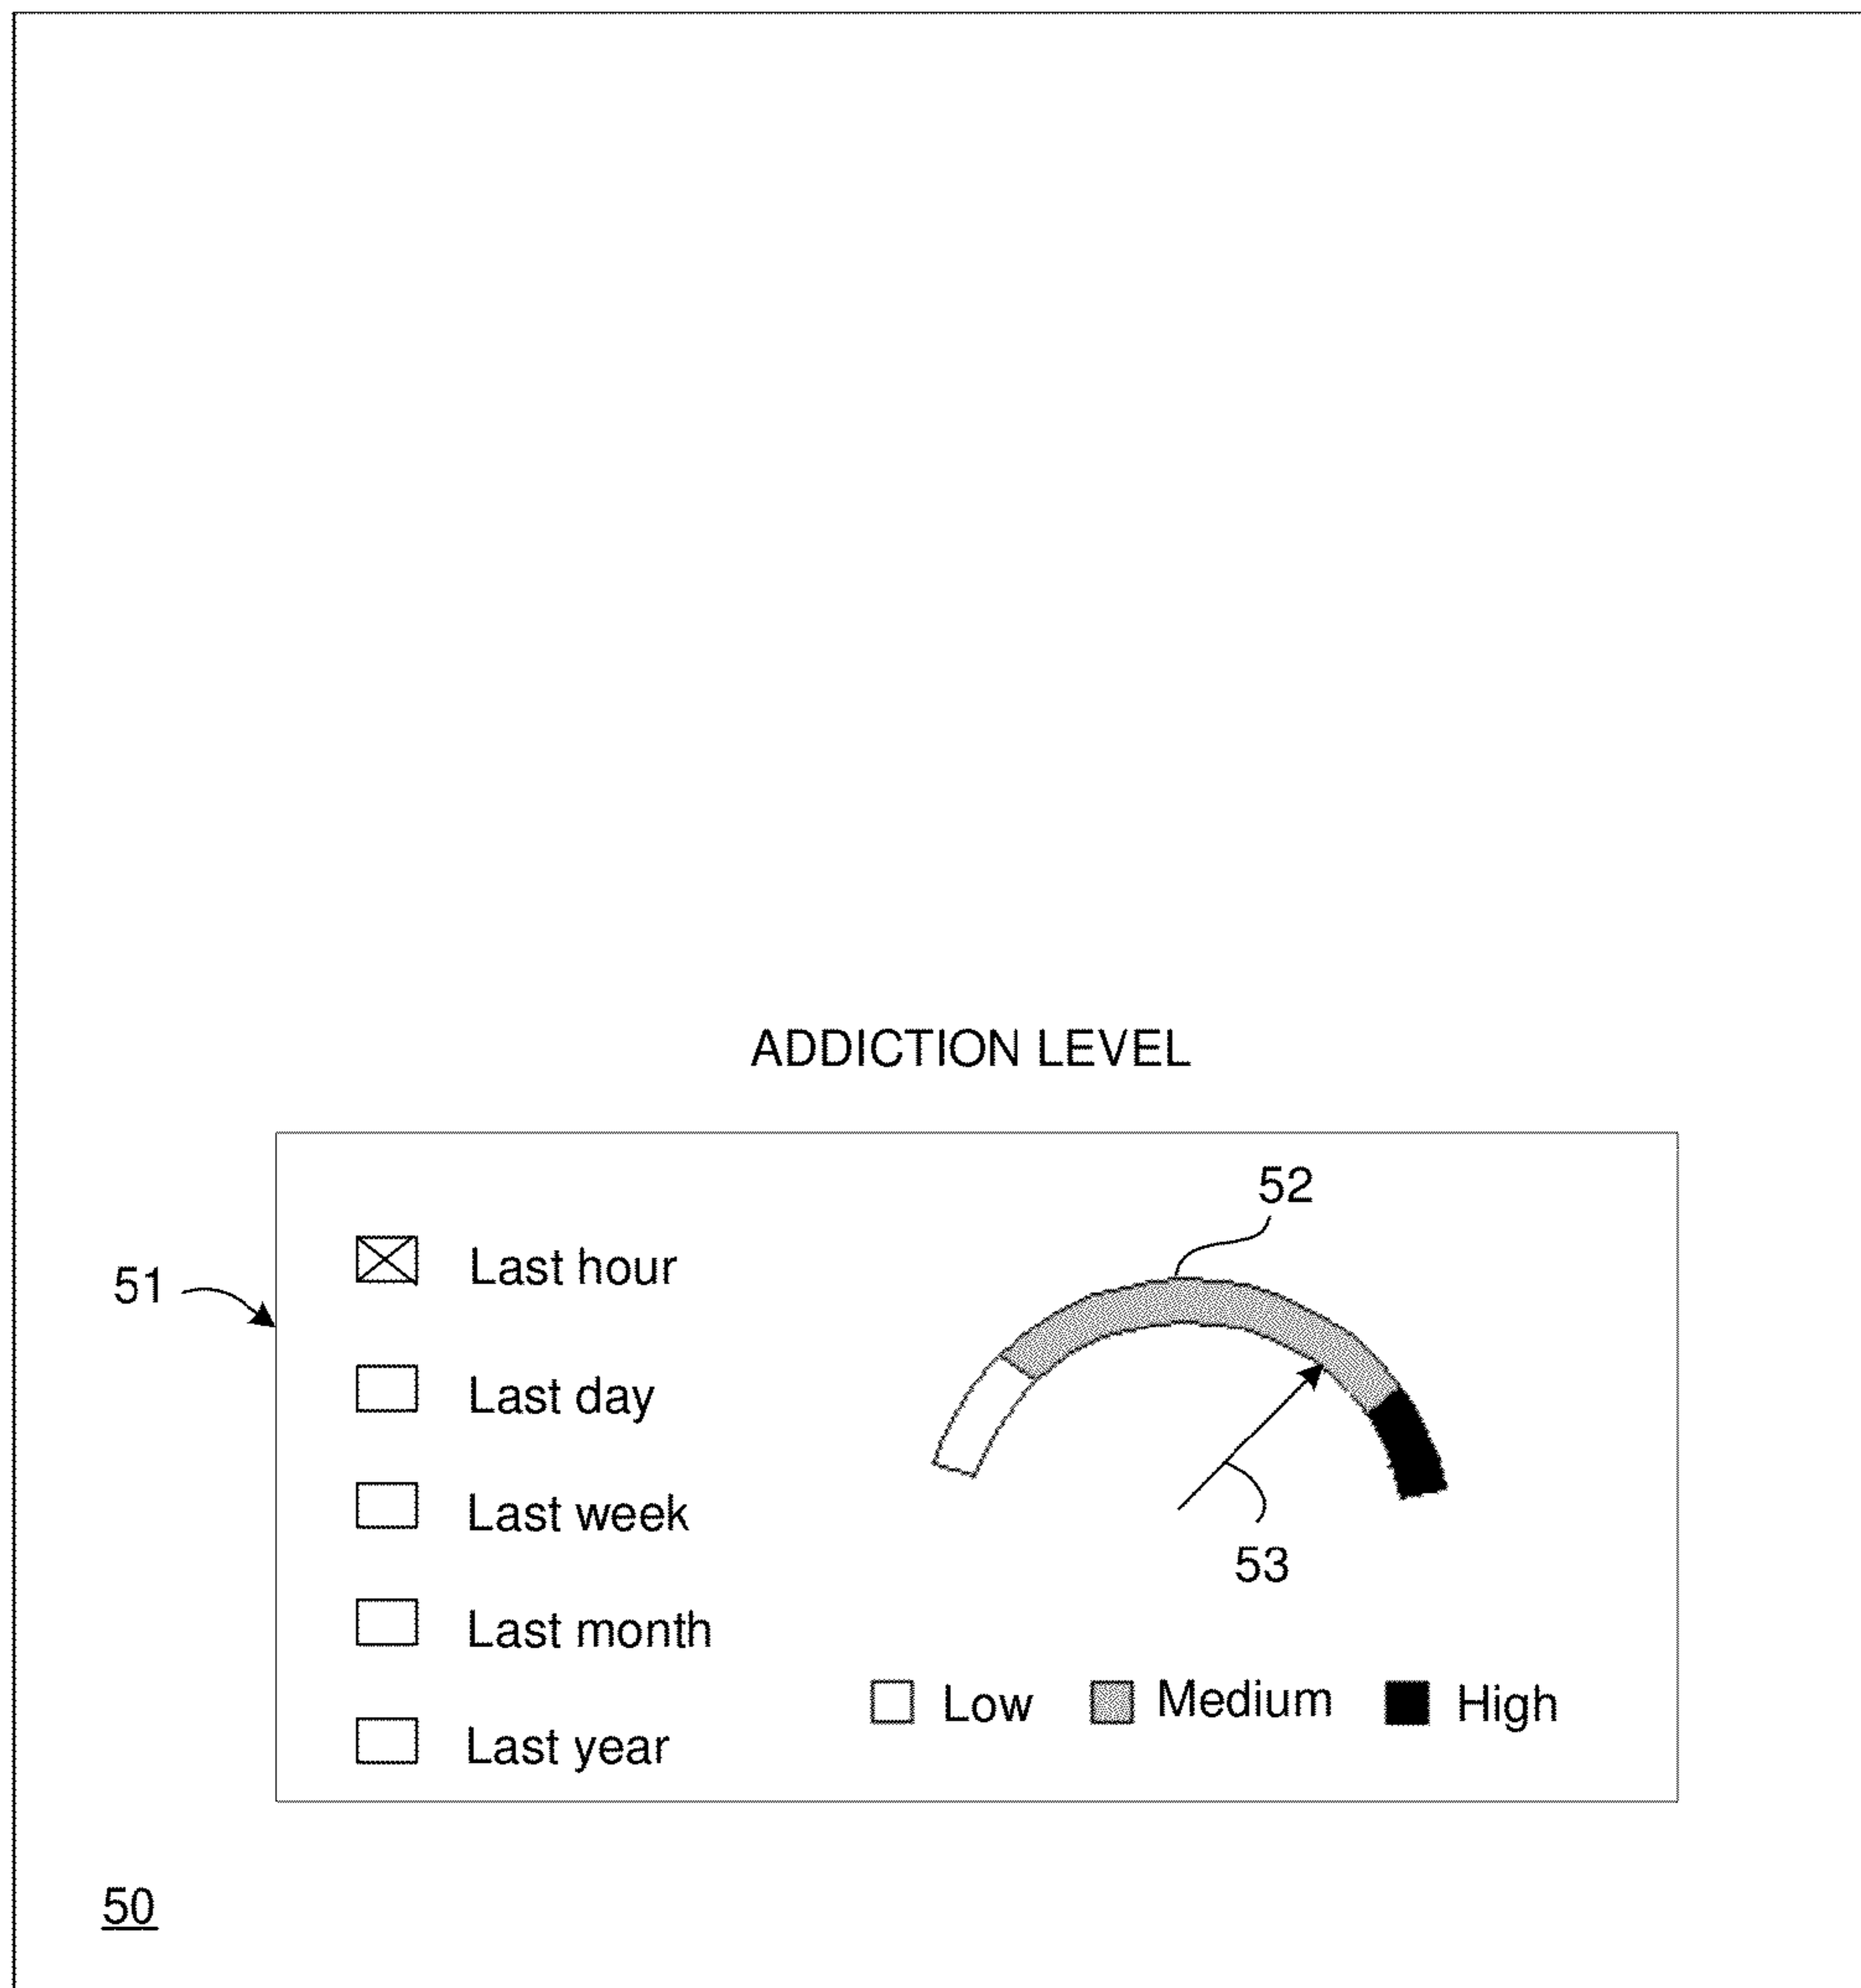 ADDICTION LEVEL
52
51
Last hour
Last day
Last week
53
Last month
Low Medium High
Last year
50